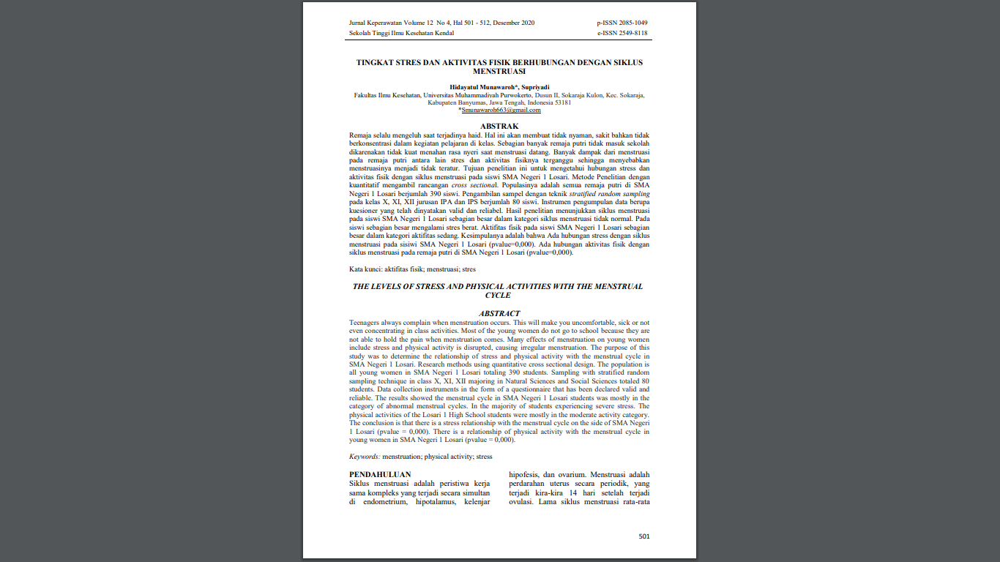 Jurnal Keperawatan Volume 12 No 4, Hal 501 - 512, Desember 2020 p-ISSN 2085-1049
Sekolah Tinggi Ilmu Kesehatan Kendal e-ISSN 2549-8118
TINGKAT STRES DAN AKTIVITAS FISIK BERHUBUNGAN DENGAN SIKLUS
MENSTRUASI
Hidayatul Munawaroh*, Supriyadi
Fakultas Ilmu Kesehatan, Universitas Muhammadiyah Purwokerto, Dusun II, Sokaraja Kulon, Kec. Sokaraja,
Kabupaten Banyumas, Jawa Tengah, Indonesia 53181
*Smunawaroh663@gmail.com
ABSTRAK
Remaja selalu mengeluh saat terjadinya haid. Hal ini akan membuat tidak nyaman, sakit bahkan tidak
berkonsentrasi dalam kegiatan pelajaran di kelas. Sebagian banyak remaja putri tidak masuk sekolah
dikarenakan tidak kuat menahan rasa nyeri saat menstruasi datang. Banyak dampak dari menstruasi
pada remaja putri antara lain stres dan aktivitas fisiknya terganggu sehingga menyebabkan
menstruasinya menjadi tidak teratur. Tujuan penelitian ini untuk mengetahui hubungan stress dan
aktivitas fisik dengan siklus menstruasi pada siswi SMA Negeri 1 Losari. Metode Penelitian dengan
kuantitatif mengambil rancangan cross sectional. Populasinya adalah semua remaja putri di SMA
Negeri 1 Losari berjumlah 390 siswi. Pengambilan sampel dengan teknik stratified random sampling
pada kelas X, XI, XII jurusan IPA dan IPS berjumlah 80 siswi. Instrumen pengumpulan data berupa
kuesioner yang telah dinyatakan valid dan reliabel. Hasil penelitian menunjukkan siklus menstruasi
pada siswi SMA Negeri 1 Losari sebagian besar dalam kategori siklus menstruasi tidak normal. Pada
siswi sebagian besar mengalami stres berat. Aktifitas fisik pada siswi SMA Negeri 1 Losari sebagian
besar dalam kategori aktifitas sedang. Kesimpulanya adalah bahwa Ada hubungan stress dengan siklus
menstruasi pada sisiwi SMA Negeri 1 Losari (pvalue=0,000). Ada hubungan aktivitas fisik dengan
siklus menstruasi pada remaja putri di SMA Negeri 1 Losari (pvalue=0,000).
Kata kunci: aktifitas fisik; menstruasi; stres
THE LEVELS OF STRESS AND PHYSICAL ACTIVITIES WITH THE MENSTRUAL
CYCLE
ABSTRACT
Teenagers always complain when menstruation occurs. This will make you uncomfortable, sick or not
even concentrating in class activities. Most of the young women do not go to school because they are
not able to hold the pain when menstruation comes. Many effects of menstruation on young women
include stress and physical activity is disrupted, causing irregular menstruation. The purpose of this
study was to determine the relationship of stress and physical activity with the menstrual cycle in
SMA Negeri 1 Losari. Research methods using quantitative cross sectional design. The population is
all young women in SMA Negeri 1 Losari totaling 390 students. Sampling with stratified random
sampling technique in class X, XI, XII majoring in Natural Sciences and Social Sciences totaled 80
students. Data collection instruments in the form of a questionnaire that has been declared valid and
reliable. The results showed the menstrual cycle in SMA Negeri 1 Losari students was mostly in the
category of abnormal menstrual cycles. In the majority of students experiencing severe stress. The
physical activities of the Losari 1 High School students were mostly in the moderate activity category.
The conclusion is that there is a stress relationship with the menstrual cycle on the side of SMA Negeri
1 Losari (pvalue = 0,000). There is a relationship of physical activity with the menstrual cycle in
young women in SMA Negeri 1 Losari (pvalue = 0,000).
Keywords: menstruation; physical activity; stress
PENDAHULUAN
Siklus menstruasi adalah peristiwa kerja
sama kompleks yang terjadi secara simultan
di endometrium, hipotalamus, kelenjar
hipofesis, dan ovarium. Menstruasi adalah
perdarahan uterus secara periodik, yang
terjadi kira-kira 14 hari setelah terjadi
ovulasi. Lama siklus menstruasi rata-rata
501